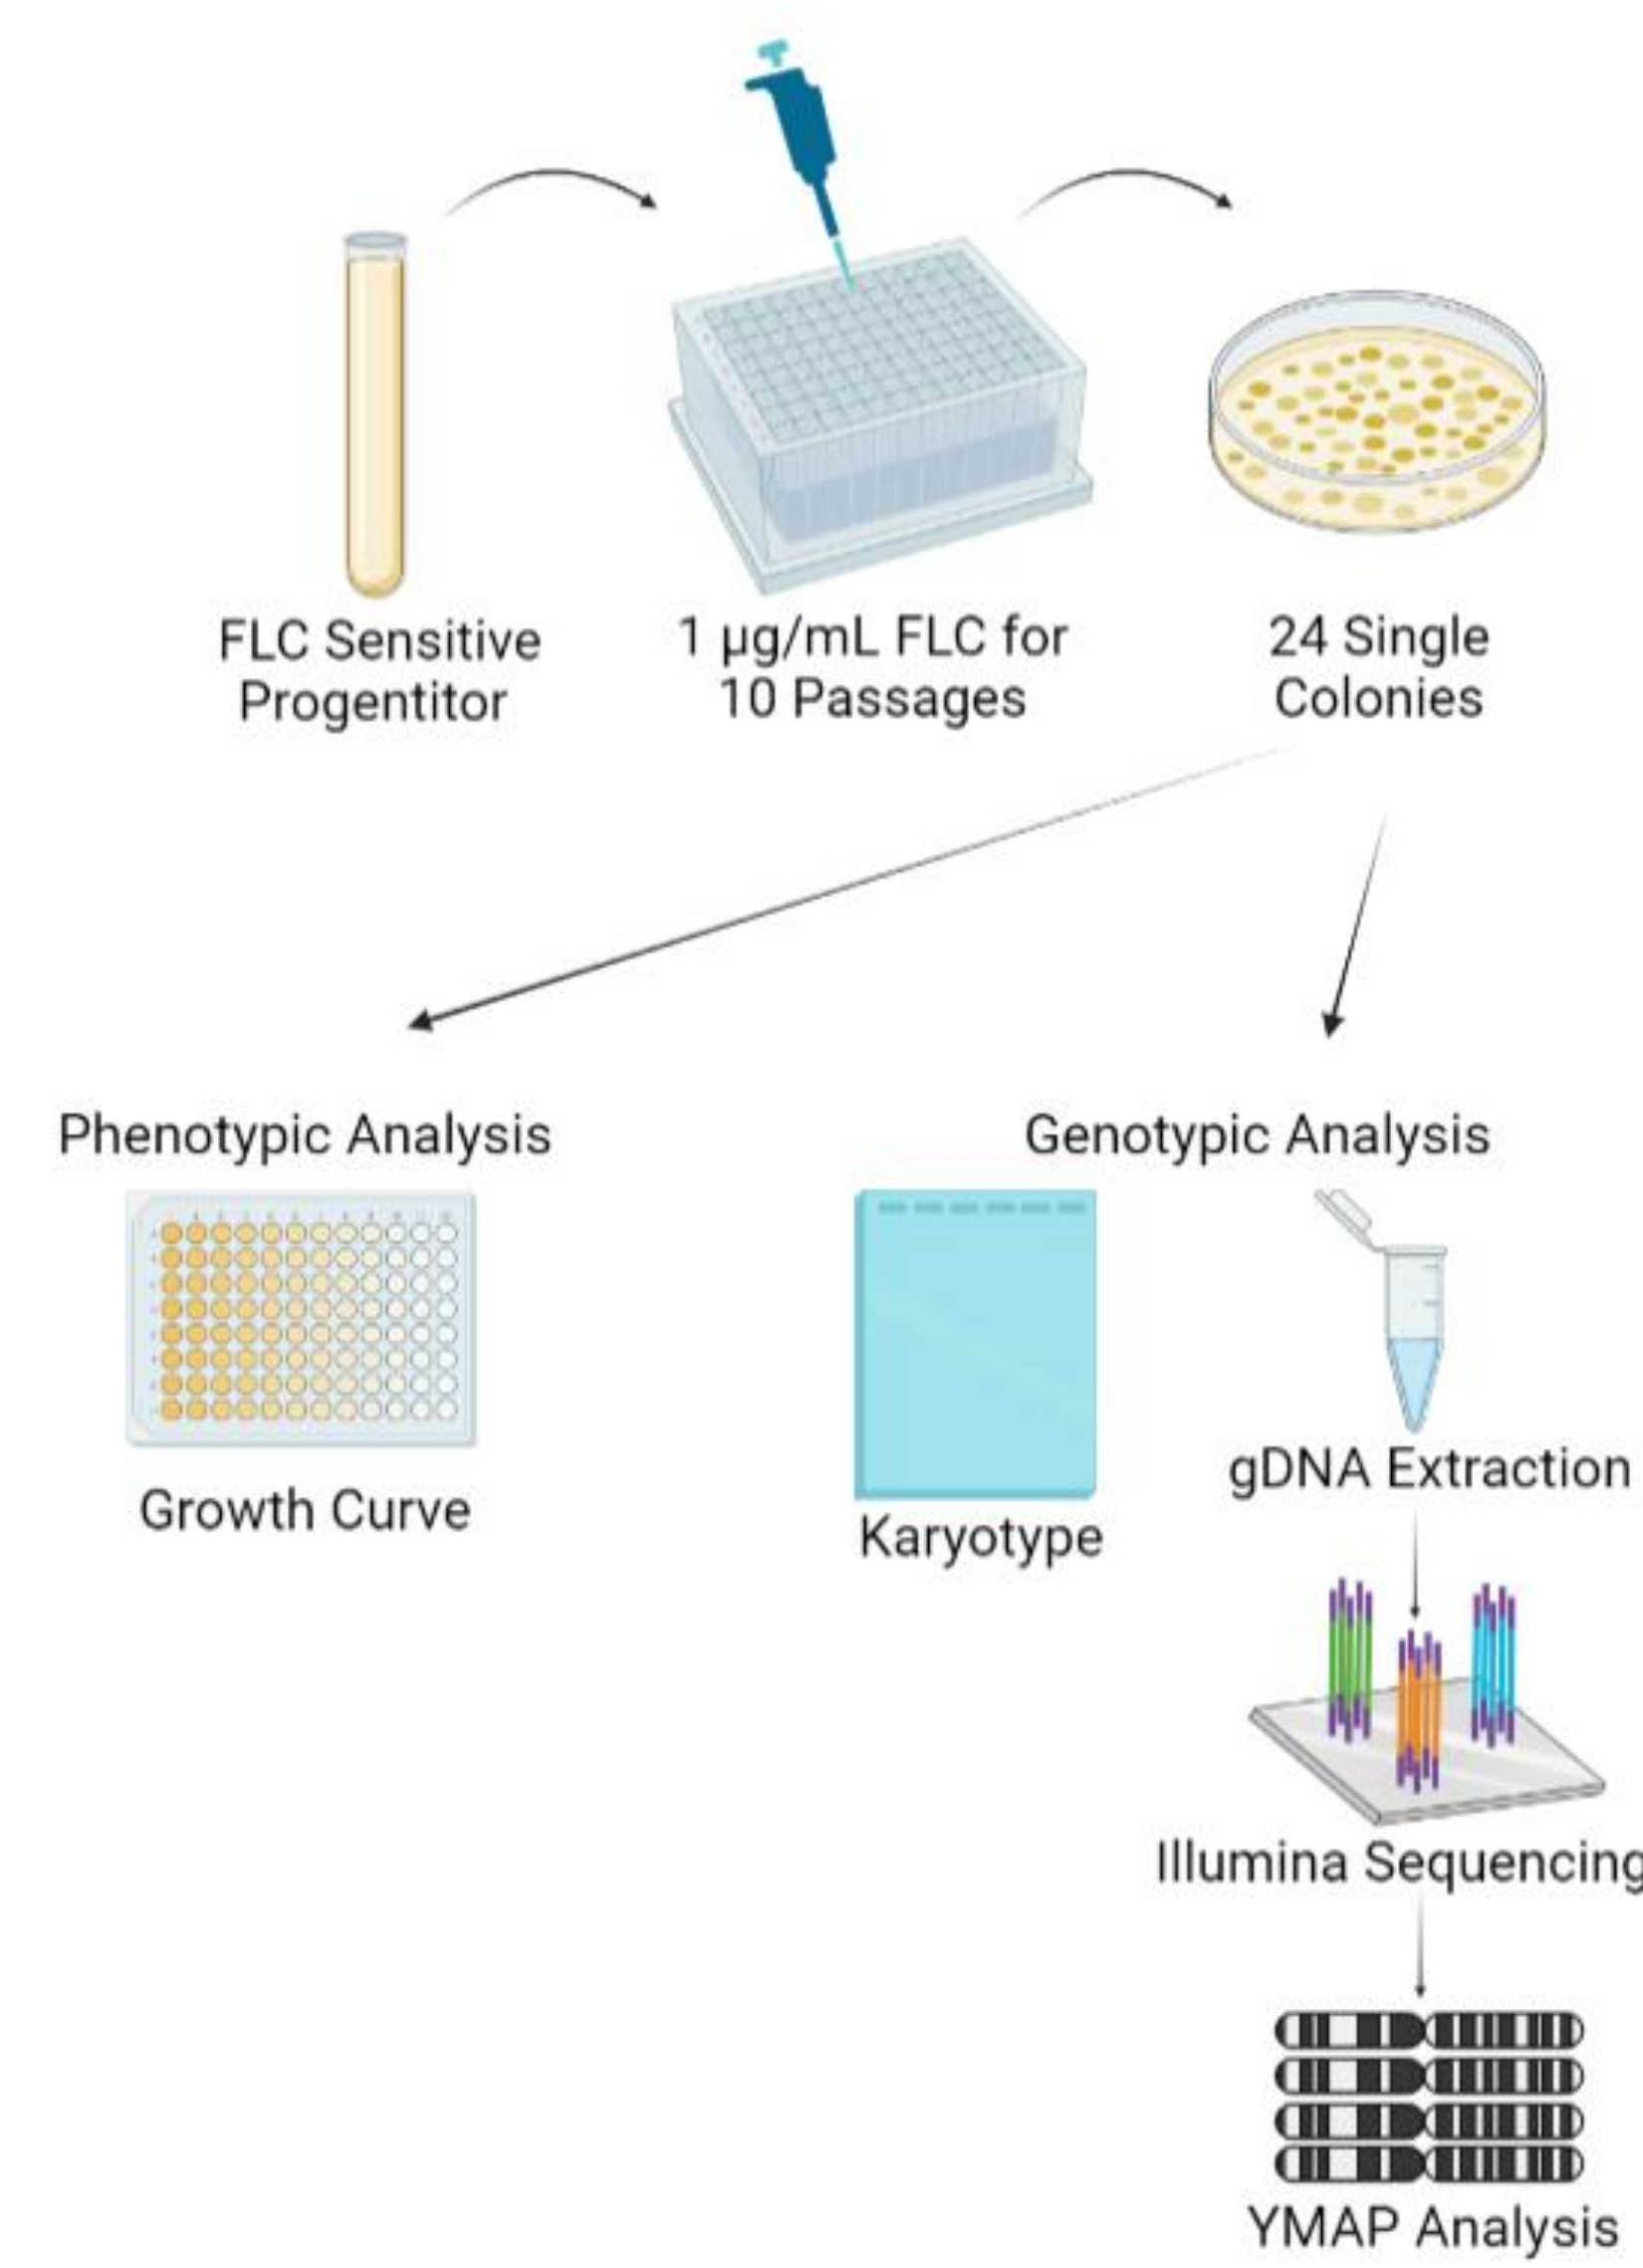 FLC Sensitive
Progentitor
1 µg/mL FLC for
10 Passages
24 Single
Colonies
Phenotypic Analysis
Genotypic Analysis
Growth Curve
Karyotype
gDNA Extraction
Illumina Sequencing
YMAP Analysis